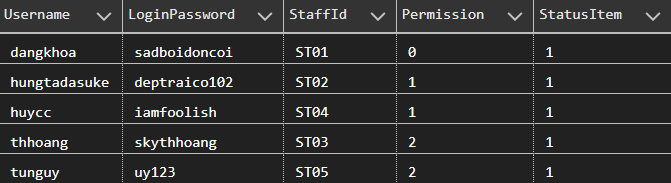 Username LoginPassword StaffId Permission StatusItem
dangkhoa sadboidoncoi ST01 0 1
hungtadasuke deptraico102 ST02 1 1
huycc iamfoolish ST04 1 1
thhoang skythhoang ST03 2 1
tunguy uy123 ST05 2 1